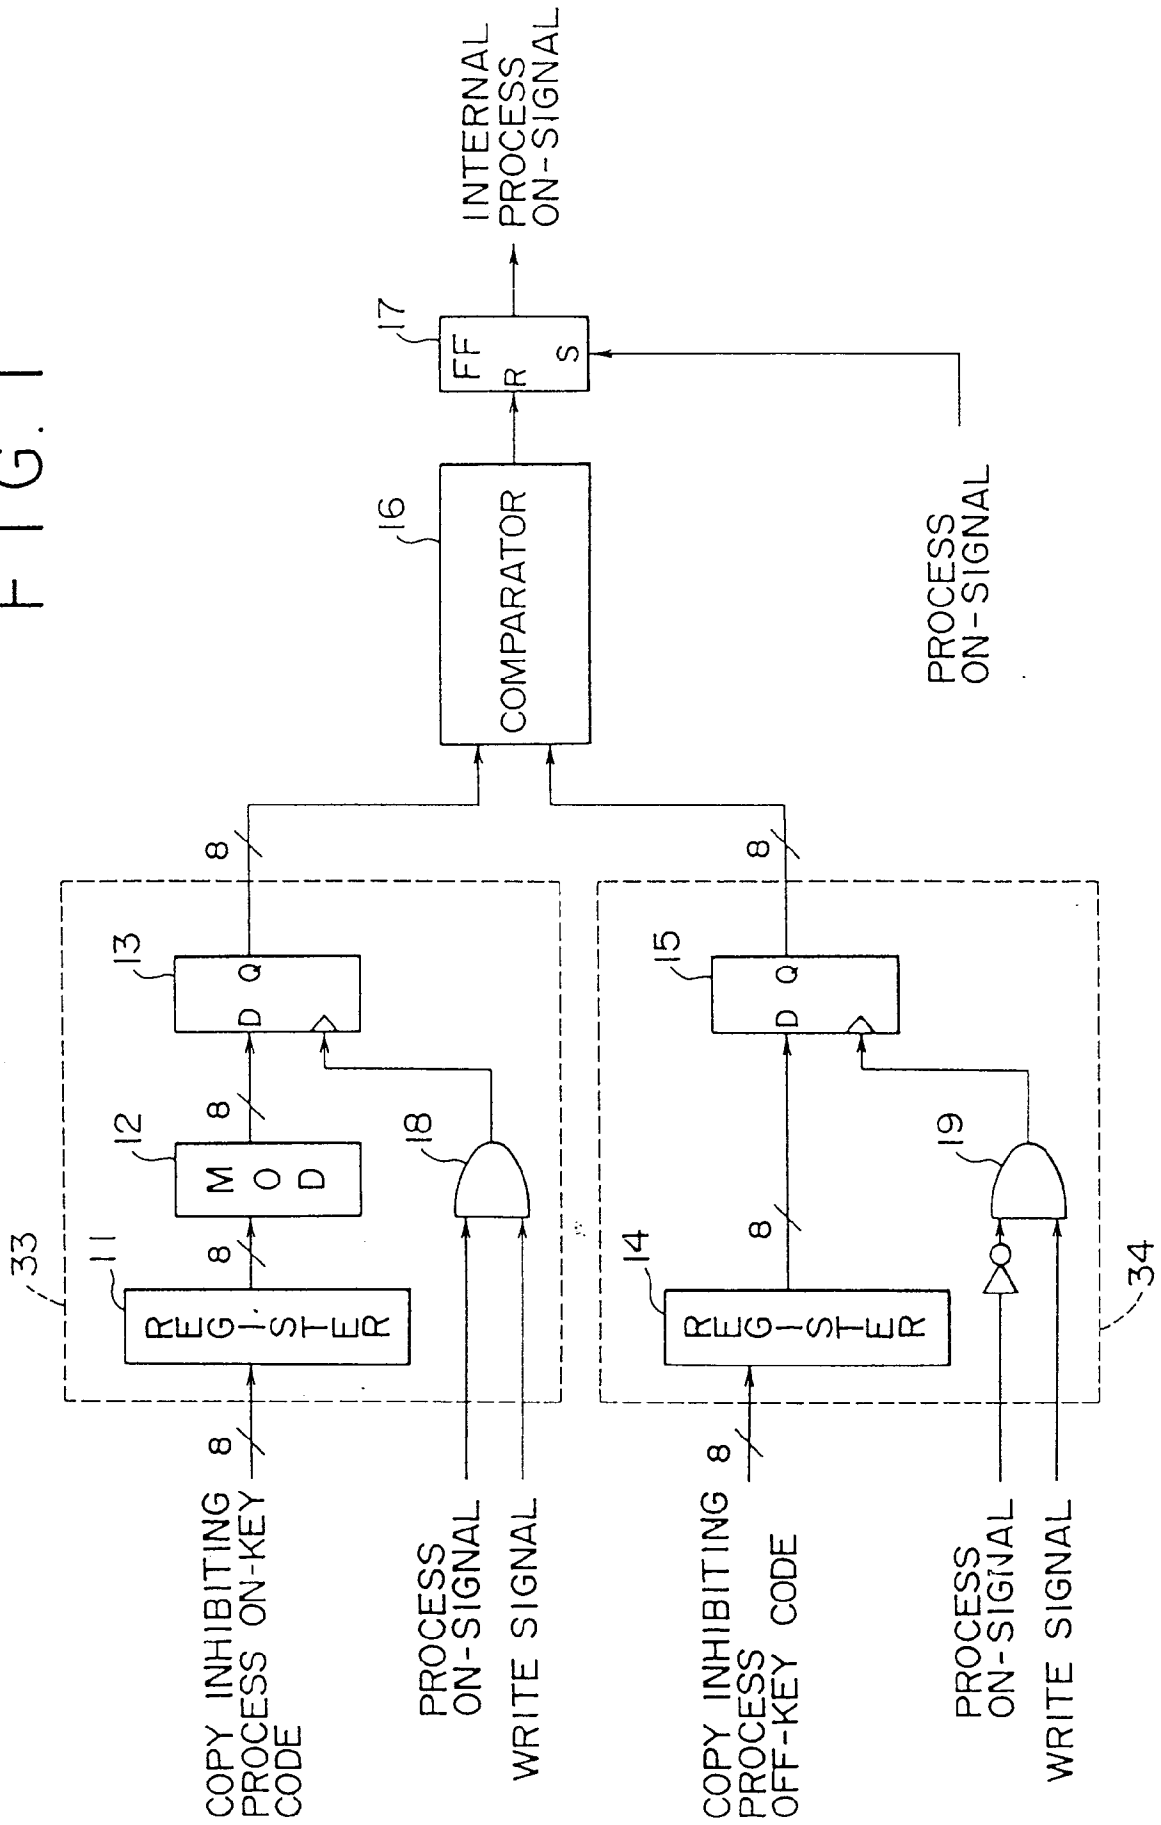 FIG. 1
33
COPY INHIBITING
PROCESS ON-KEY
CODE
8
11
REGISTER
8
12
MOD
8
13
D Q
8
PROCESS
ON-SIGNAL
WRITE SIGNAL
18
16
COMPARATOR
17
FF
R
S
INTERNAL
PROCESS
ON-SIGNAL
PROCESS
ON-SIGNAL
COPY INHIBITING
PROCESS
OFF-KEY CODE
8
14
REGISTER
8
15
D Q
8
PROCESS
ON-SIGNAL
WRITE SIGNAL
19
34